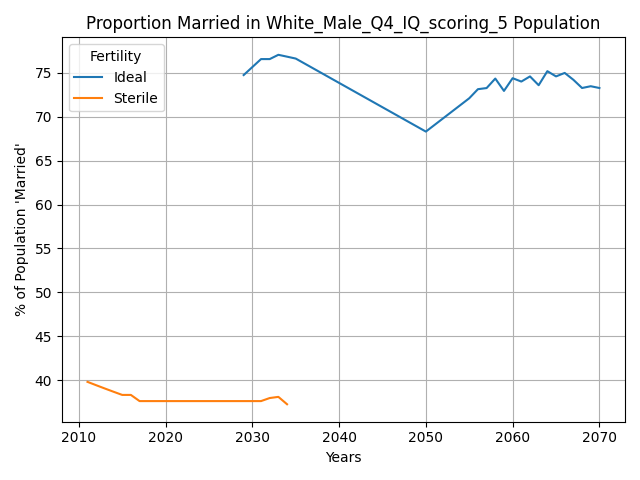 Proportion Married in White_Male_Q4_IQ_scoring_5 Population
Fertility
Ideal
Sterile
% of Population 'Married'
75
70
65
60
55
50
45
40
2010 2020 2030 2040 2050 2060 2070
Years